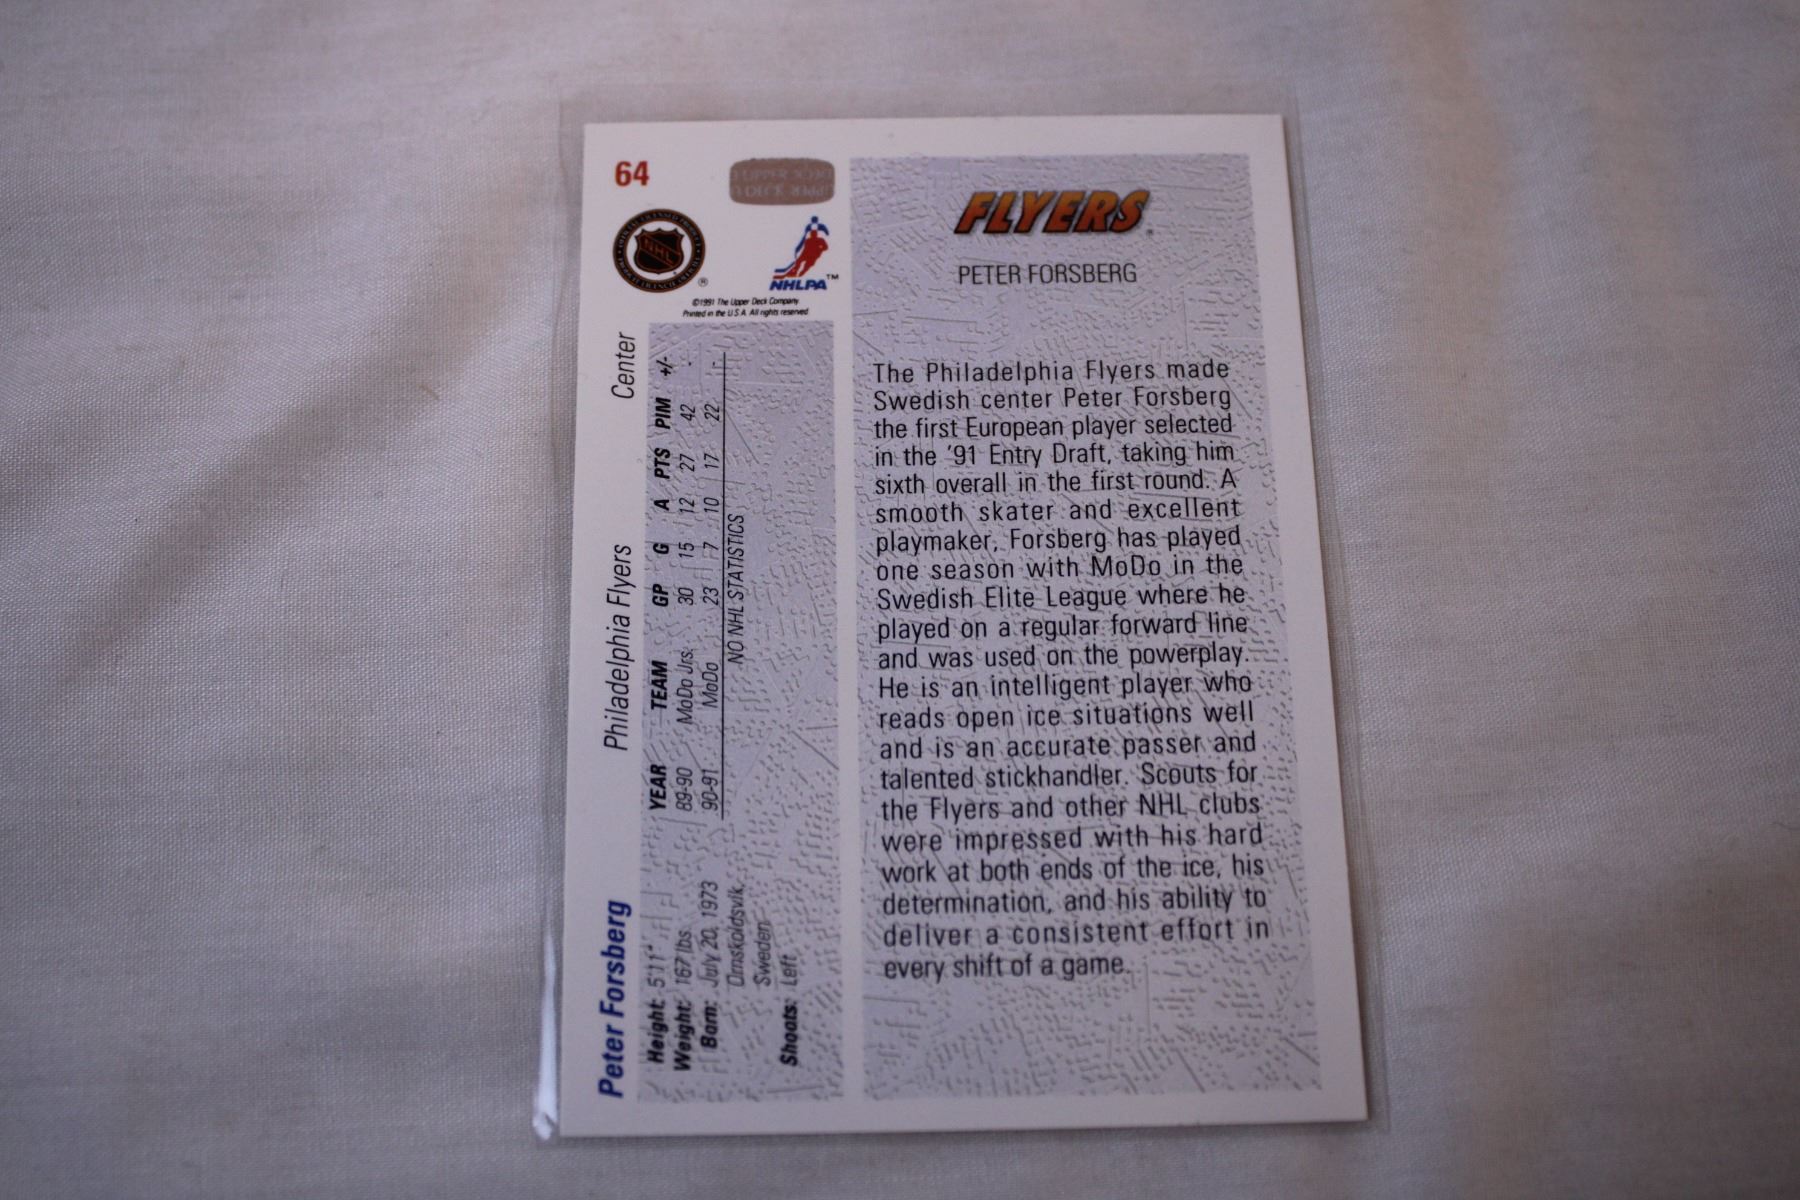 64
UPPER DECK
DECK UPPER
NHL
®
NHLPA™
©1991 The Upper Deck Company.
Printed in the U.S.A. All rights reserved
Peter Forsberg Philadelphia Flyers Center
Height: 5'11"
Weight: 167 lbs.
Born: July 20, 1973
Ornskoldsvik,
Sweden
Shoots: Left
YEAR TEAM GP G A PTS PIM +/-
89-90 MoDo Jrs. 30 15 12 27 42 -
90-91 MoDo 23 7 10 17 22 -
NO NHL STATISTICS
FLYERS®
PETER FORSBERG
The Philadelphia Flyers made
Swedish center Peter Forsberg
the first European player selected
in the '91 Entry Draft, taking him
sixth overall in the first round. A
smooth skater and excellent
playmaker, Forsberg has played
one season with MoDo in the
Swedish Elite League where he
played on a regular forward line
and was used on the powerplay.
He is an intelligent player who
reads open ice situations well
and is an accurate passer and
talented stickhandler. Scouts for
the Flyers and other NHL clubs
were impressed with his hard
work at both ends of the ice, his
determination, and his ability to
deliver a consistent effort in
every shift of a game.